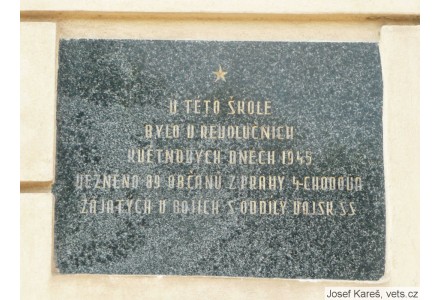 V TÉTO ŠKOLE
BYLO V REVOLUČNÍCH
KVĚTNOVÝCH DNECH 1945
VĚZNĚNO 89 OBČANŮ Z PRAHY 4-CHODOVA
ZAJATÝCH V BOJÍCH S ODDÍLY VOJSK SS
Josef Kareš, vets.cz